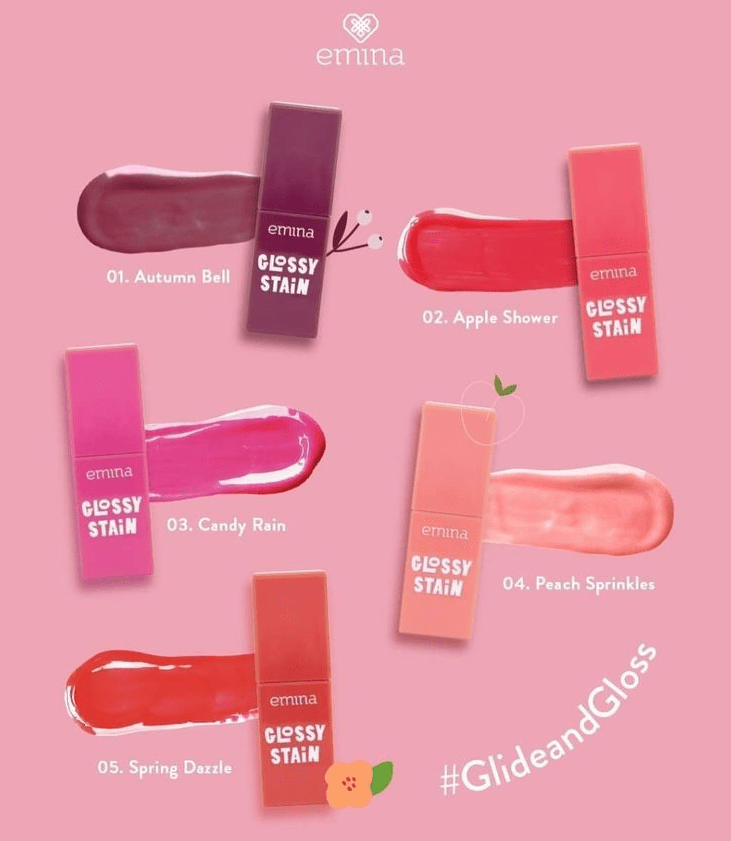 emina
emina
GLOSSY
STAiN
01. Autumn Bell
emina
GLOSSY
STAiN
02. Apple Shower
emina
GLOSSY
STAiN
03. Candy Rain
emina
GLOSSY
STAiN
04. Peach Sprinkles
emina
GLOSSY
STAiN
05. Spring Dazzle
#GlideandGloss